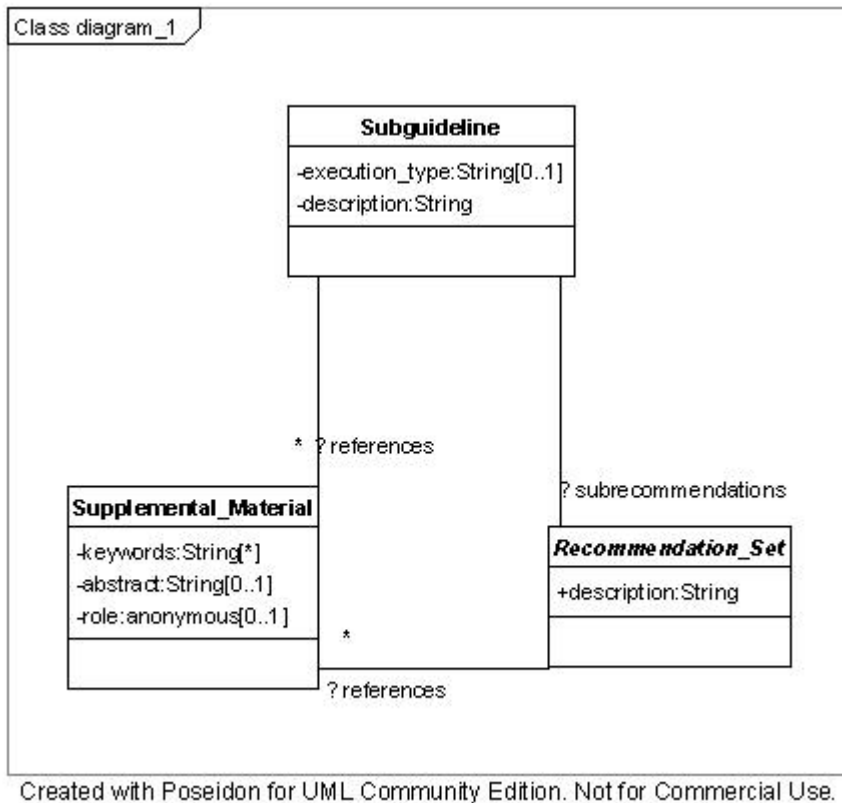 Class diagram_1
Subguideline
-execution_type:String[0..1]
-description:String
* ? references
? subrecommendations
Supplemental_Material
-keywords:String[*]
-abstract:String[0..1]
-role:anonymous[0..1]
Recommendation_Set
+description:String
*
? references
Created with Poseidon for UML Community Edition. Not for Commercial Use.